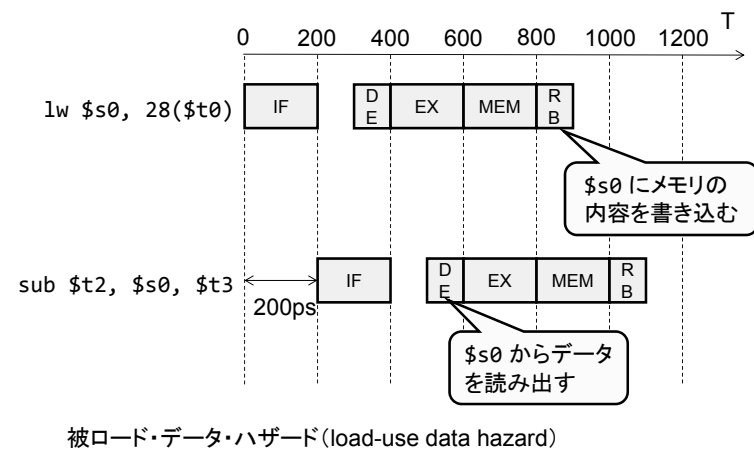 T
0 200 400 600 800 1000 1200
lw $s0, 28($t0)
IF
D
E
EX
MEM
R
B
$s0 にメモリの
内容を書き込む
sub $t2, $s0, $t3
200ps
IF
D
E
EX
MEM
R
B
$s0 からデータ
を読み出す
被ロード・データ・ハザード（load-use data hazard）